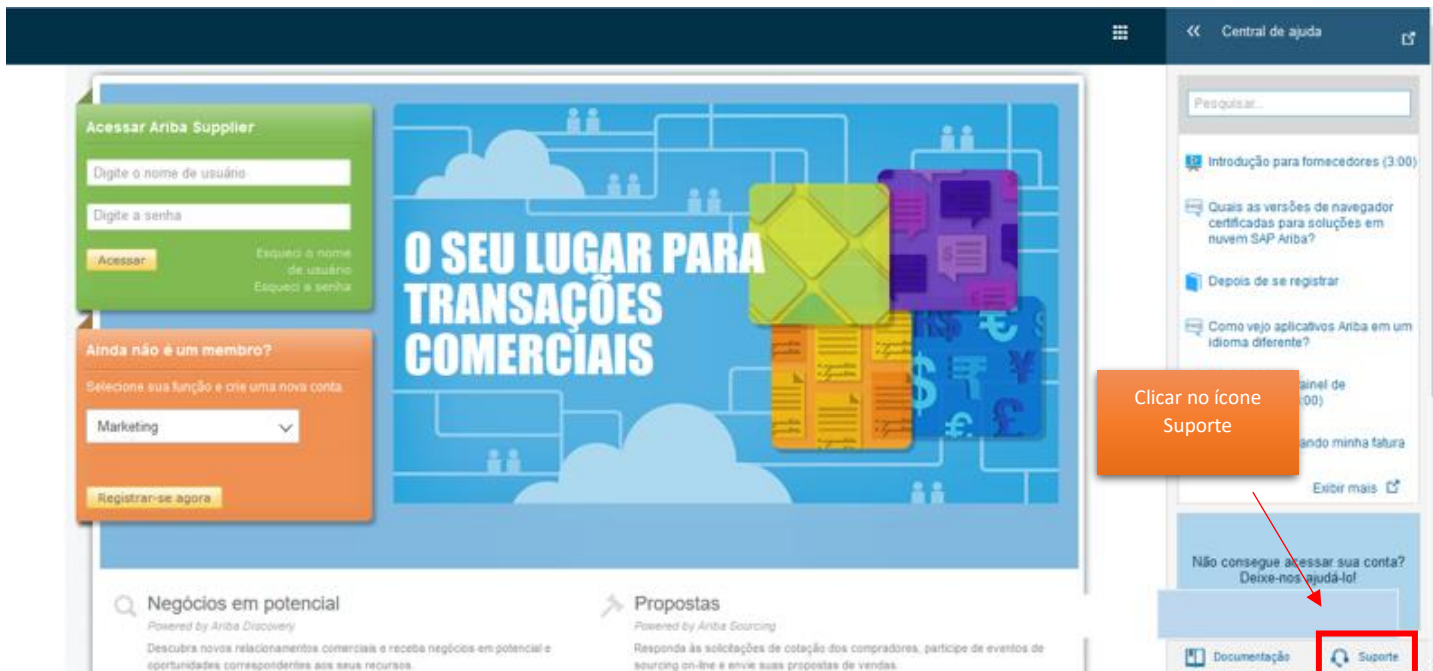 Central de ajuda
Acessar Ariba Supplier
Digite o nome de usuário
Digite a senha
Acessar
Esqueci o nome
de usuário
Esqueci a senha
Ainda não é um membro?
Selecione sua função e crie uma nova conta
Marketing
Registrar-se agora
O SEU LUGAR PARA
TRANSAÇÕES
COMERCIAIS
Negócios em potencial
Powered by Ariba Discovery
Descubra novos relacionamentos comerciais e receba negócios em potencial e
oportunidades correspondentes aos seus recursos.
Propostas
Powered by Ariba Sourcing
Responda às solicitações de cotação dos compradores, participe de eventos de
sourcing on-line e envie suas propostas de vendas.
Pesquisar...
Introdução para fornecedores (3:00)
Quais as versões de navegador
certificadas para soluções em
nuvem SAP Ariba?
Depois de se registrar
Como vejo aplicativos Ariba em um
idioma diferente?
ainel de
:00)
ando minha fatura
Exibir mais
Clicar no ícone
Suporte
Não consegue acessar sua conta?
Deixe-nos ajudá-lo!
Documentação
Suporte